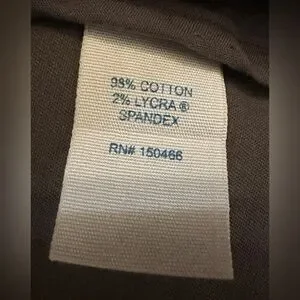 98% COTTON
2% LYCRA ®
SPANDEX
RN# 150466